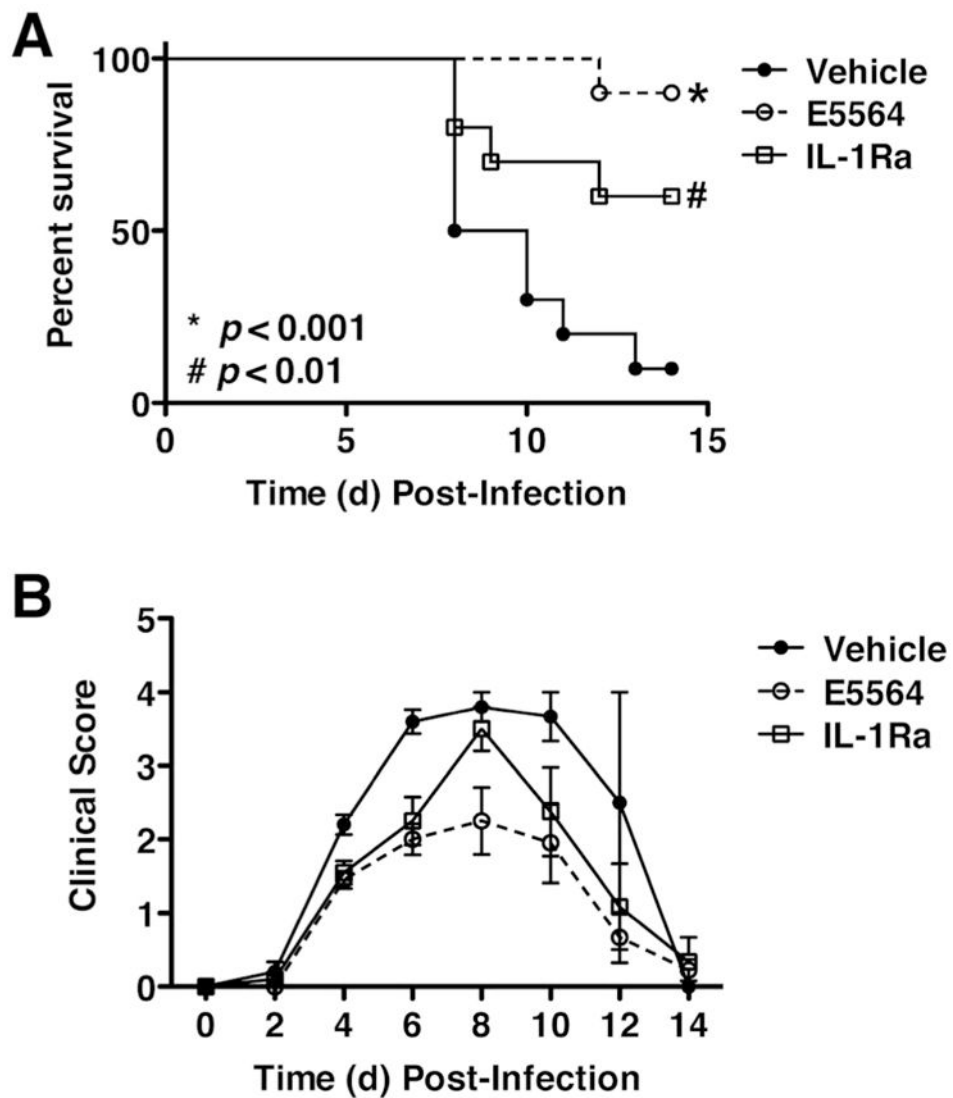 A
100
50
0
Percent survival
* p < 0.001
# p < 0.01
*
#
0 5 10 15
Time (d) Post-Infection
Vehicle
E5564
IL-1Ra
B
5
4
3
2
1
0
Clinical Score
0 2 4 6 8 10 12 14
Time (d) Post-Infection
Vehicle
E5564
IL-1Ra